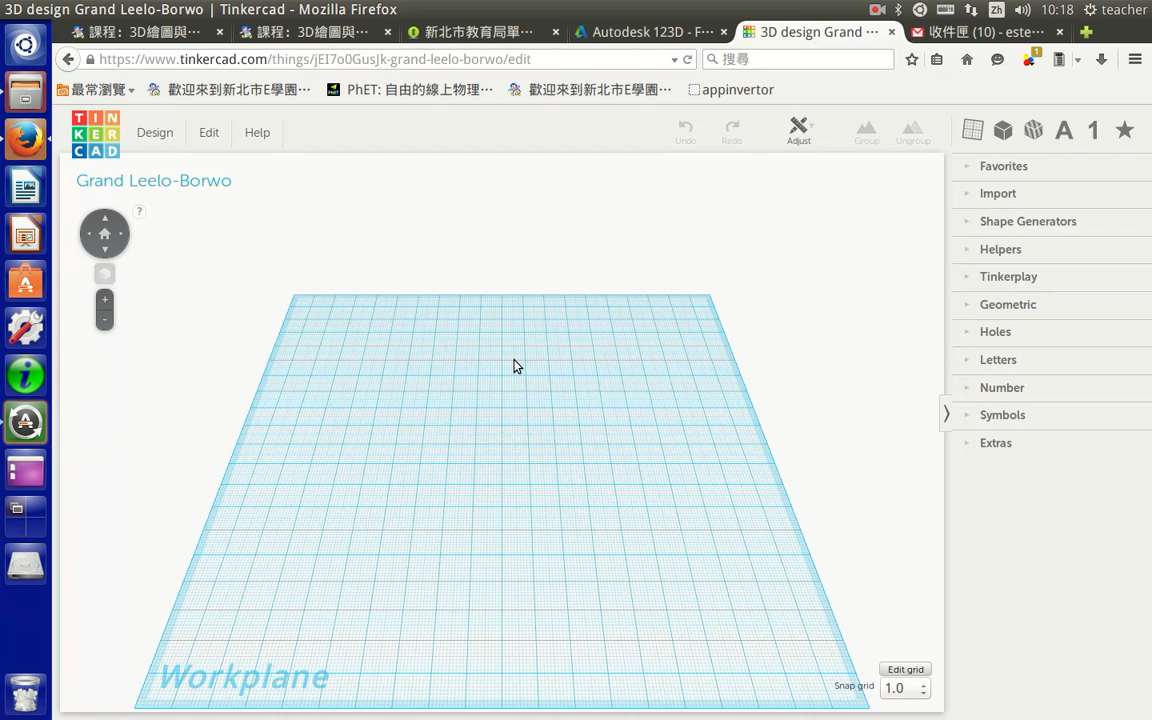 3D design Grand Leelo-Borwo | Tinkercad - Mozilla Firefox
Zh
10:18
teacher
課程：3D繪圖與⋯
課程：3D繪圖與⋯
新北市教育局單⋯
Autodesk 123D - F⋯
3D design Grand ⋯
收件匣 (10) - este⋯
https://www.tinkercad.com/things/jEI7o0GusJk-grand-leelo-borwo/edit
搜尋
1
最常瀏覽
歡迎來到新北市E學園⋯
PhET: 自由的線上物理⋯
歡迎來到新北市E學園⋯
appinvertor
TIN
KER
CAD
Design
Edit
Help
Undo
Redo
Adjust
Group
Ungroup
A
1
Grand Leelo-Borwo
?
+
-
Favorites
Import
Shape Generators
Helpers
Tinkerplay
Geometric
Holes
Letters
Number
Symbols
Extras
Workplane
Edit grid
Snap grid
1.0